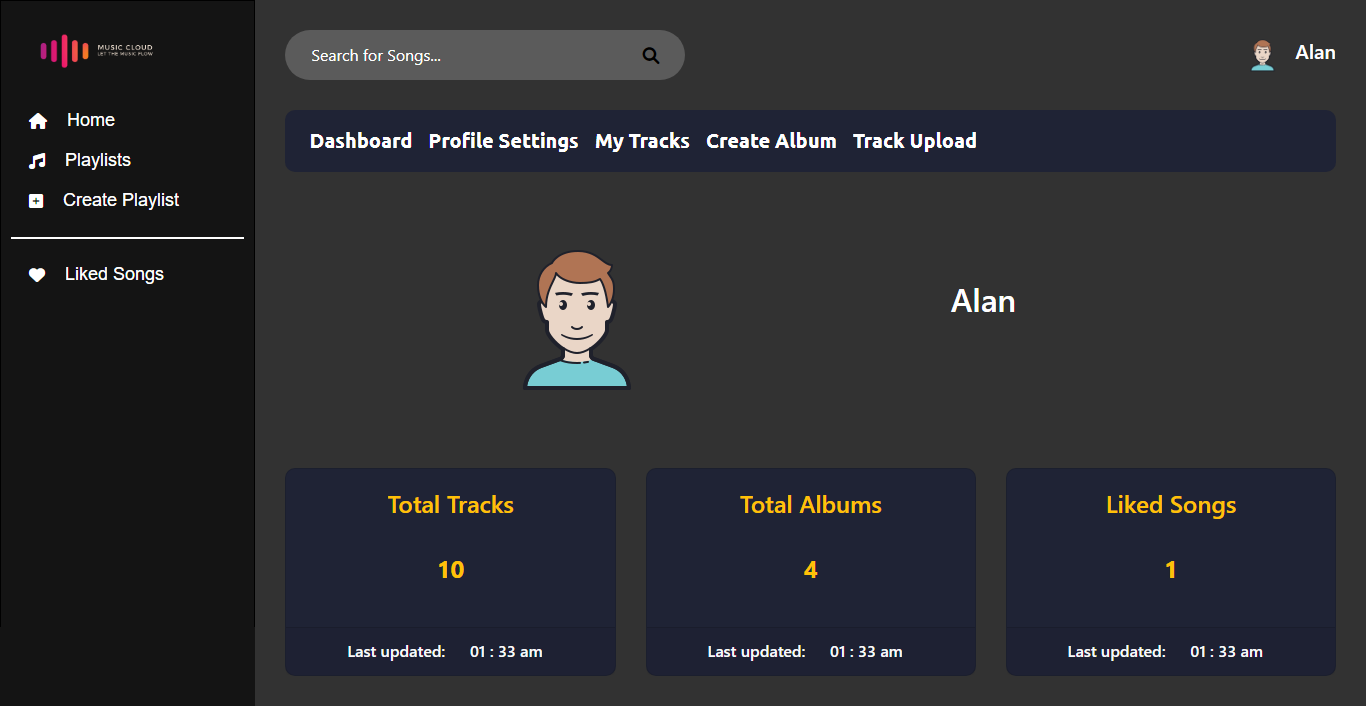 MUSIC CLOUD
LET THE MUSIC FLOW
Search for Songs...
Alan
Home
Playlists
Create Playlist
Liked Songs
Dashboard Profile Settings My Tracks Create Album Track Upload
Alan
Total Tracks
10
Last updated: 01 : 33 am
Total Albums
4
Last updated: 01 : 33 am
Liked Songs
1
Last updated: 01 : 33 am